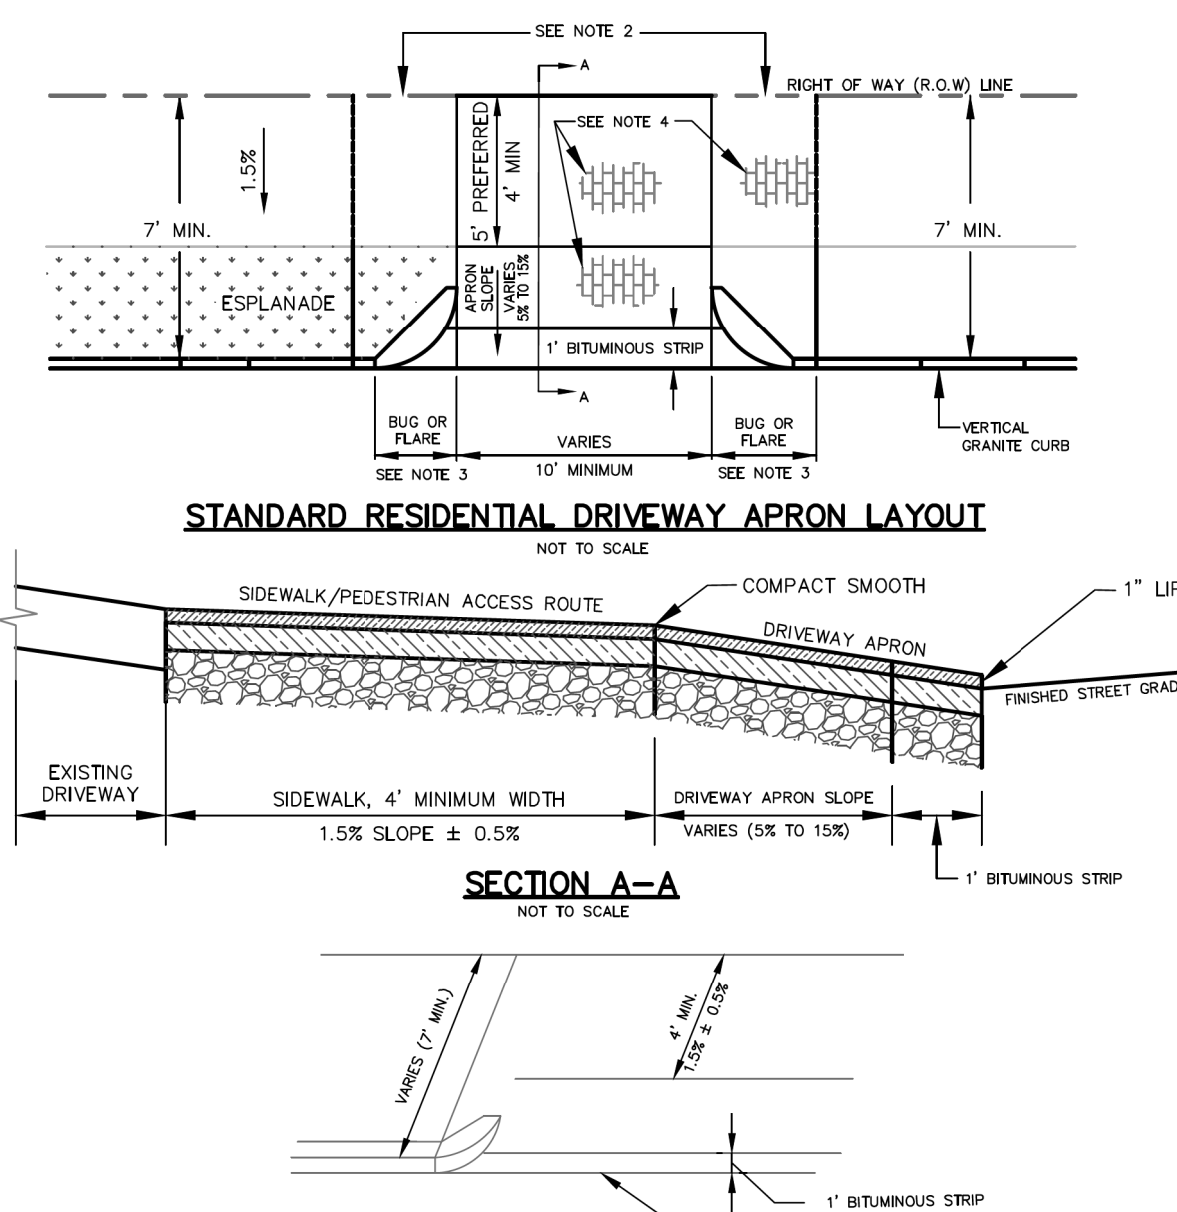 SEE NOTE 2
A
RIGHT OF WAY (R.O.W) LINE
SEE NOTE 4
1.5%
5' PREFERRED
4' MIN
7' MIN.
7' MIN.
APRON
SLOPE
VARIES
5% TO 15%
ESPLANADE
1' BITUMINOUS STRIP
A
BUG OR
FLARE
SEE NOTE 3
VARIES
10' MINIMUM
BUG OR
FLARE
SEE NOTE 3
VERTICAL
GRANITE CURB
STANDARD RESIDENTIAL DRIVEWAY APRON LAYOUT
NOT TO SCALE
SIDEWALK/PEDESTRIAN ACCESS ROUTE
COMPACT SMOOTH
1" LIP
DRIVEWAY APRON
FINISHED STREET GRAD
EXISTING
DRIVEWAY
SIDEWALK, 4' MINIMUM WIDTH
1.5% SLOPE ± 0.5%
DRIVEWAY APRON SLOPE
VARIES (5% TO 15%)
1' BITUMINOUS STRIP
SECTION A-A
NOT TO SCALE
VARIES (7' MIN.)
4' MIN.
1.5% ± 0.5%
1' BITUMINOUS STRIP